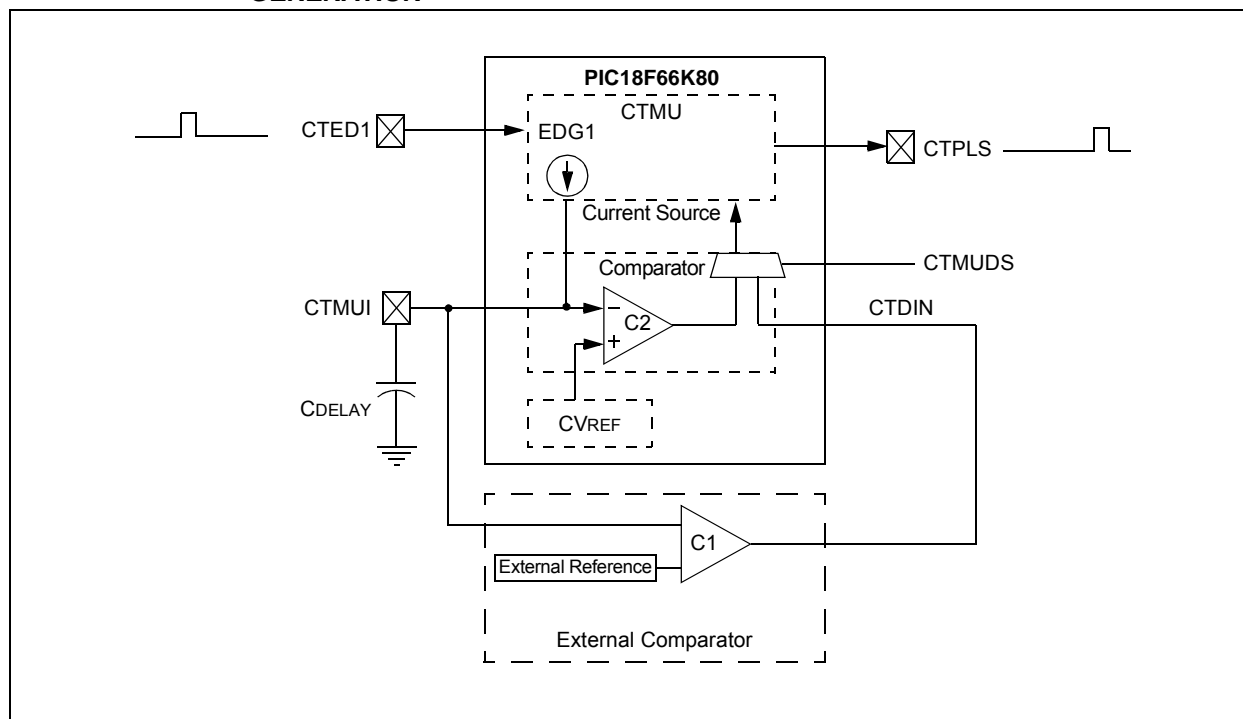 PIC18F66K80
CTMU
CTED1
EDG1
CTPLS
Current Source
Comparator
CTMUDS
CTMUI
C2
CTDIN
CDELAY
CVREF
C1
External Reference
External Comparator